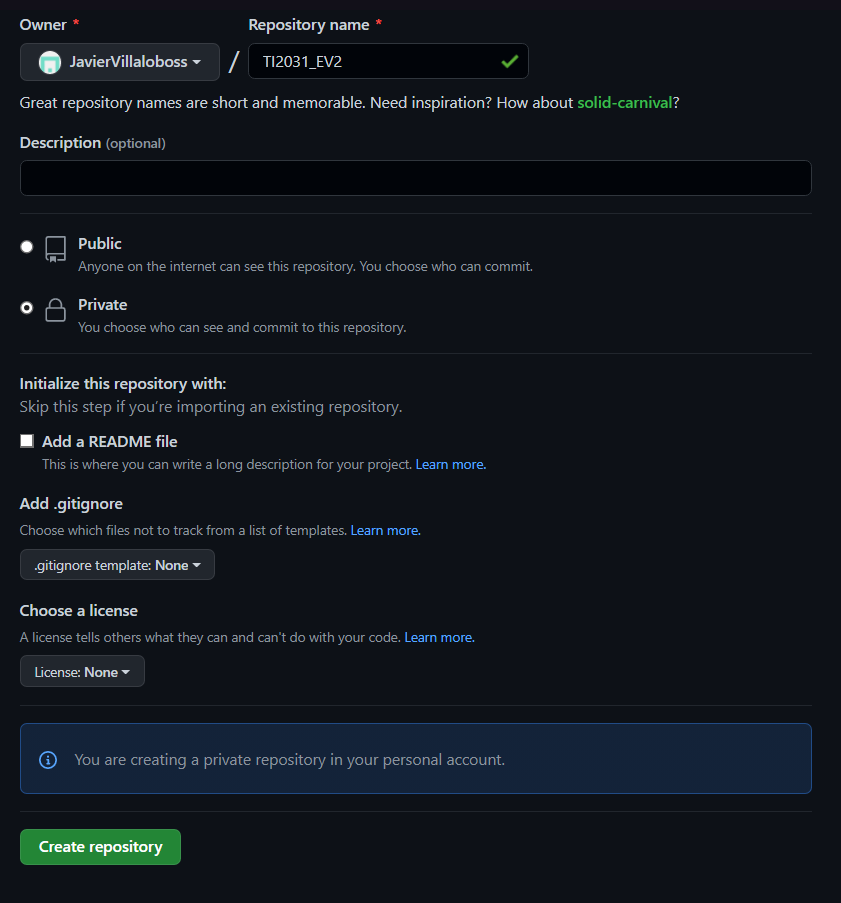 Owner *
Repository name *
JavierVillaloboss
/
TI2031_EV2
Great repository names are short and memorable. Need inspiration? How about solid-carnival?
Description (optional)
Public
Anyone on the internet can see this repository. You choose who can commit.
Private
You choose who can see and commit to this repository.
Initialize this repository with:
Skip this step if you're importing an existing repository.
Add a README file
This is where you can write a long description for your project. Learn more.
Add .gitignore
Choose which files not to track from a list of templates. Learn more.
.gitignore template: None
Choose a license
A license tells others what they can and can't do with your code. Learn more.
License: None
You are creating a private repository in your personal account.
Create repository